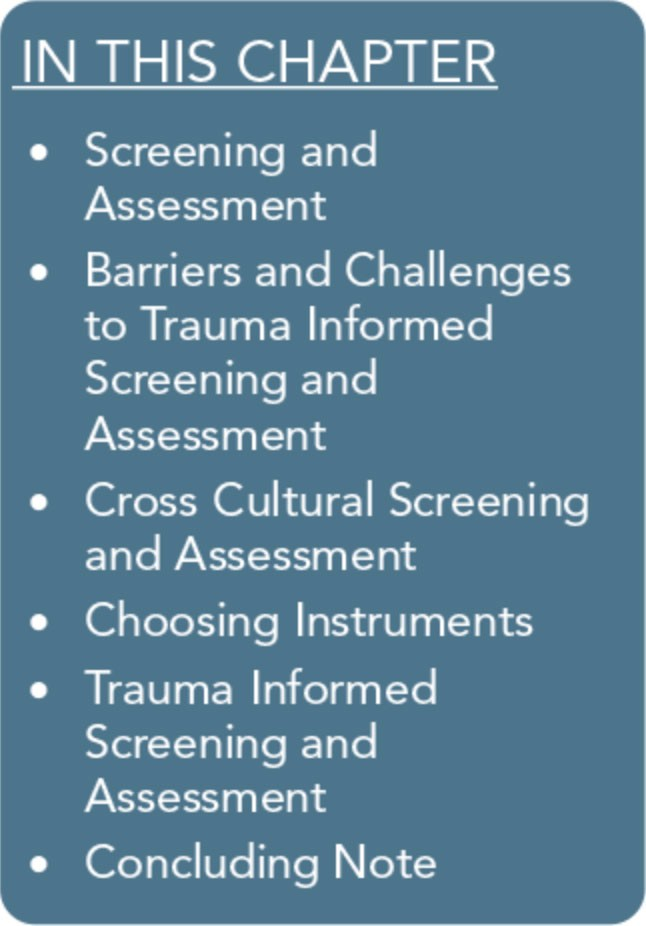 IN THIS CHAPTER
• Screening and
Assessment
• Barriers and Challenges
to Trauma Informed
Screening and
Assessment
• Cross Cultural Screening
and Assessment
• Choosing Instruments
• Trauma Informed
Screening and
Assessment
• Concluding Note